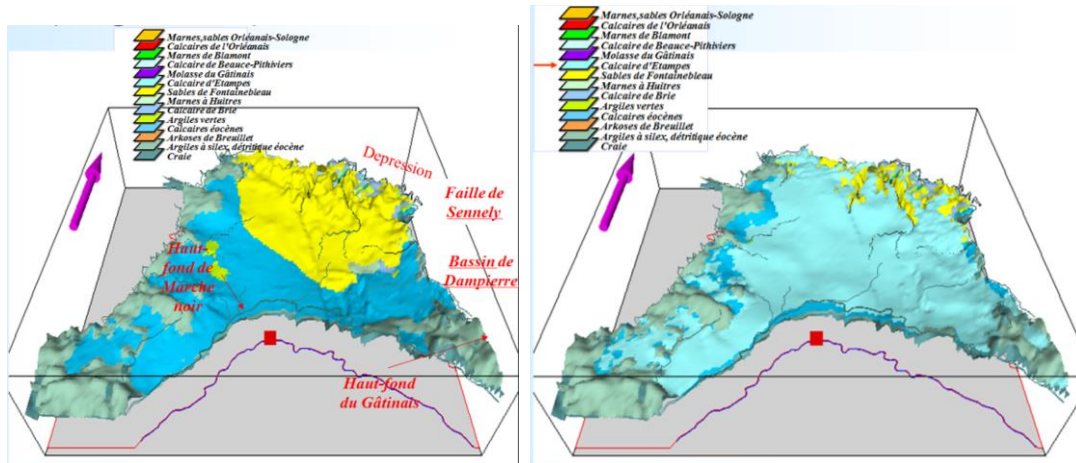 Marnes,sables Orléanais-Sologne
Calcaires de l'Orléanais
Marnes de Blamont
Calcaire de Beauce-Pithiviers
Molasse du Gâtinais
Calcaire d'Etampes
Sables de Fontainebleau
Marnes à Huitres
Calcaire de Brie
Argiles vertes
Calcaires éocènes
Arkoses de Breuillet
Argiles à silex, détritique éocène
Craie
Depression
Faille de
Sennely
Haut-
fond de
Marche
noir
Bassin de
Dampierre
Haut-fond
du Gâtinais
Marnes,sables Orléanais-Sologne
Calcaires de l'Orléanais
Marnes de Blamont
Calcaire de Beauce-Pithiviers
Molasse du Gâtinais
Calcaire d'Etampes
Sables de Fontainebleau
Marnes à Huitres
Calcaire de Brie
Argiles vertes
Calcaires éocènes
Arkoses de Breuillet
Argiles à silex, détritique éocène
Craie